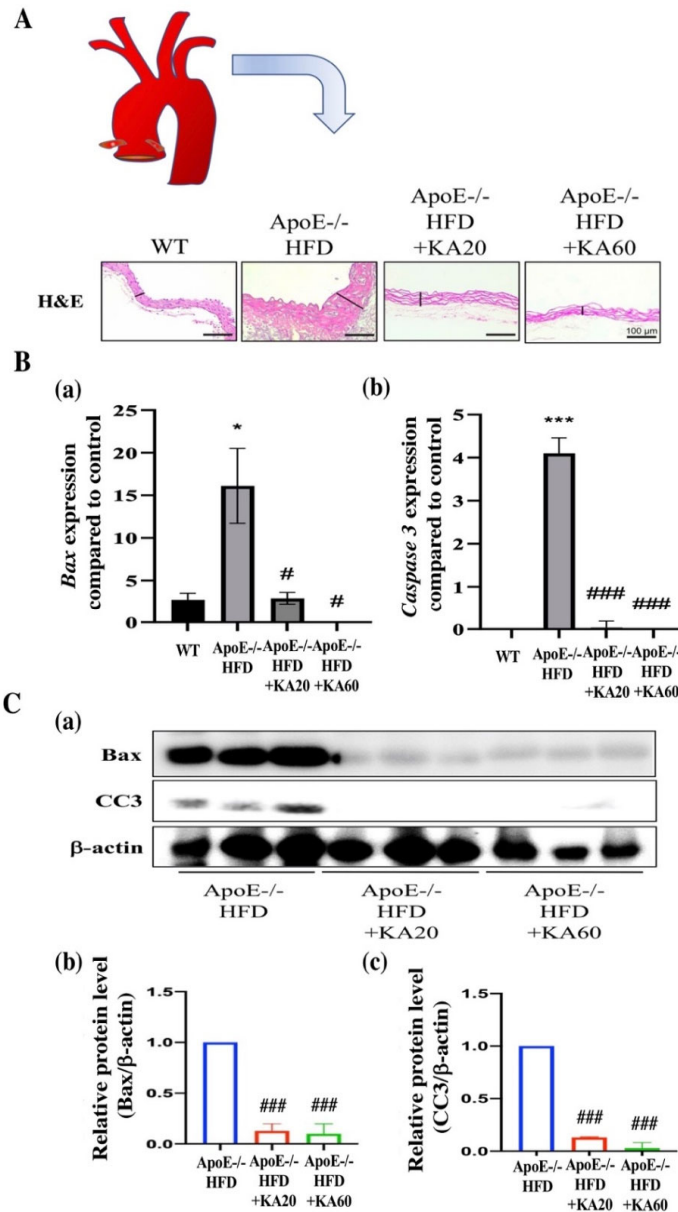 A
WT
ApoE-/-
HFD
ApoE-/-
HFD
+KA20
ApoE-/-
HFD
+KA60
H&E
100 µm
B
(a)
Bax expression
compared to control
25
20
15
10
5
0
*
#
#
WT
ApoE-/-
HFD
ApoE-/-
HFD
+KA20
ApoE-/-
HFD
+KA60
(b)
Caspase 3 expression
compared to control
5
4
3
2
1
0
***
###
###
WT
ApoE-/-
HFD
ApoE-/-
HFD
+KA20
ApoE-/-
HFD
+KA60
C
(a)
Bax
CC3
β-actin
ApoE-/-
HFD
ApoE-/-
HFD
+KA20
ApoE-/-
HFD
+KA60
(b)
Relative protein level
(Bax/β-actin)
1.5
1.0
0.5
0.0
###
###
ApoE-/-
HFD
ApoE-/-
HFD
+KA20
ApoE-/-
HFD
+KA60
(c)
Relative protein level
(CC3/β-actin)
1.5
1.0
0.5
0.0
###
###
ApoE-/-
HFD
ApoE-/-
HFD
+KA20
ApoE-/-
HFD
+KA60